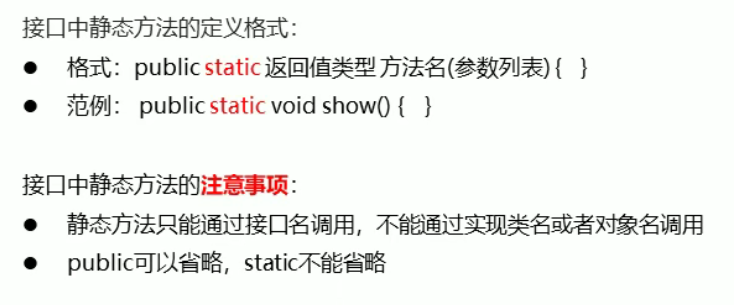 接口中静态方法的定义格式：
● 格式：public static 返回值类型 方法名(参数列表) { }
● 范例： public static void show() { }
接口中静态方法的注意事项：
● 静态方法只能通过接口名调用，不能通过实现类名或者对象名调用
● public可以省略，static不能省略